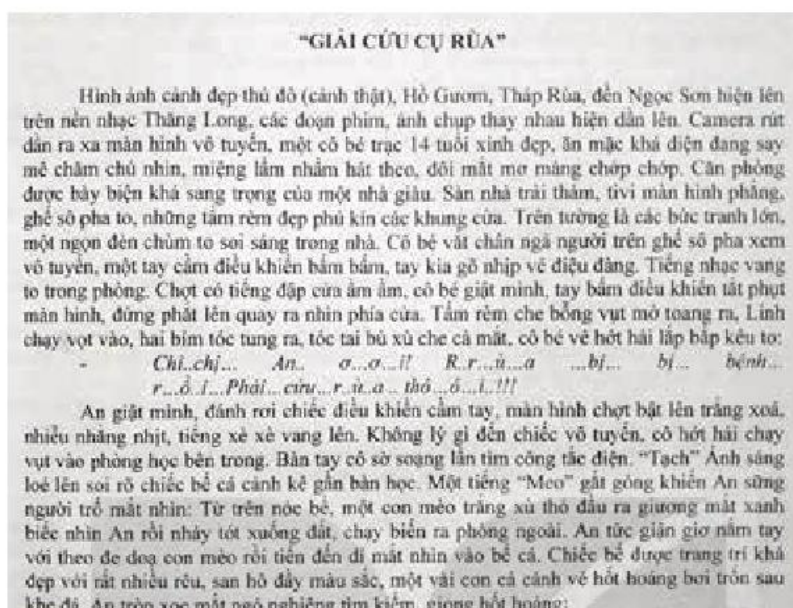 “GIẢI CỨU CỤ RÙA”
Hình ảnh cảnh đẹp thủ đô (cảnh thật), Hồ Gươm, Tháp Rùa, đền Ngọc Sơn hiện lên
trên nền nhạc Thăng Long, các đoạn phim, ảnh chụp thay nhau hiện dần lên. Camera rút
dần ra xa màn hình vô tuyến, một cô bé trạc 14 tuổi xinh đẹp, ăn mặc khá diện đang say
mê chăm chú nhìn, miệng lẩm nhẩm hát theo, đôi mắt mơ màng chớp chớp. Căn phòng
được bày biện khá sang trọng của một nhà giàu. Sàn nhà trải thảm, tivi màn hình phẳng,
ghế sô pha to, những tấm rèm đẹp phủ kín các khung cửa. Trên tường là các bức tranh lớn,
một ngọn đèn chùm to soi sáng trong nhà. Cô bé vắt chân ngả người trên ghế sô pha xem
vô tuyến, một tay cầm điều khiển bấm bấm, tay kia gõ nhịp vẻ điệu đàng. Tiếng nhạc vang
to trong phòng. Chợt có tiếng đập cửa ầm ầm, cô bé giật mình, tay bấm điều khiển tắt phụt
màn hình, đứng phắt lên quay ra nhìn phía cửa. Tấm rèm che bỗng vụt mở toang ra, Linh
chạy vọt vào, hai bím tóc tung ra, tóc tai bù xù che cả mắt, cô bé vẻ hớt hải lắp bắp kêu to:
- Chi..chị... An.. ơ...ơ...i! R..r...ù...a ...bị... bị... bệnh...
r...ồ..i...Phải...cứu...r..ù..a... thô...ô...i..!!!
An giật mình, đánh rơi chiếc điều khiển cầm tay, màn hình chợt bật lên trắng xoá,
nhiễu nhăng nhịt, tiếng xè xè vang lên. Không lý gì đến chiếc vô tuyến, cô hớt hải chạy
vụt vào phòng học bên trong. Bàn tay cô sờ soạng lần tìm công tắc điện. “Tạch” Ánh sáng
loé lên soi rõ chiếc bể cá cảnh kê gần bàn học. Một tiếng “Meo” gắt gỏng khiến An sững
người trố mắt nhìn: Từ trên nóc bể, một con mèo trắng xù thò đầu ra giương mắt xanh
biếc nhìn An rồi nhảy tót xuống đất, chạy biến ra phòng ngoài. An tức giận giơ nắm tay
với theo đe doạ con mèo rồi tiến đến dí mắt nhìn vào bể cá. Chiếc bể được trang trí khá
đẹp với rất nhiều rêu, san hô đầy màu sắc, một vài con cá cảnh vẻ hốt hoảng bơi trốn sau
khe đá. An tròn xoe mắt ngó nghiêng tìm kiếm, giọng hốt hoảng: